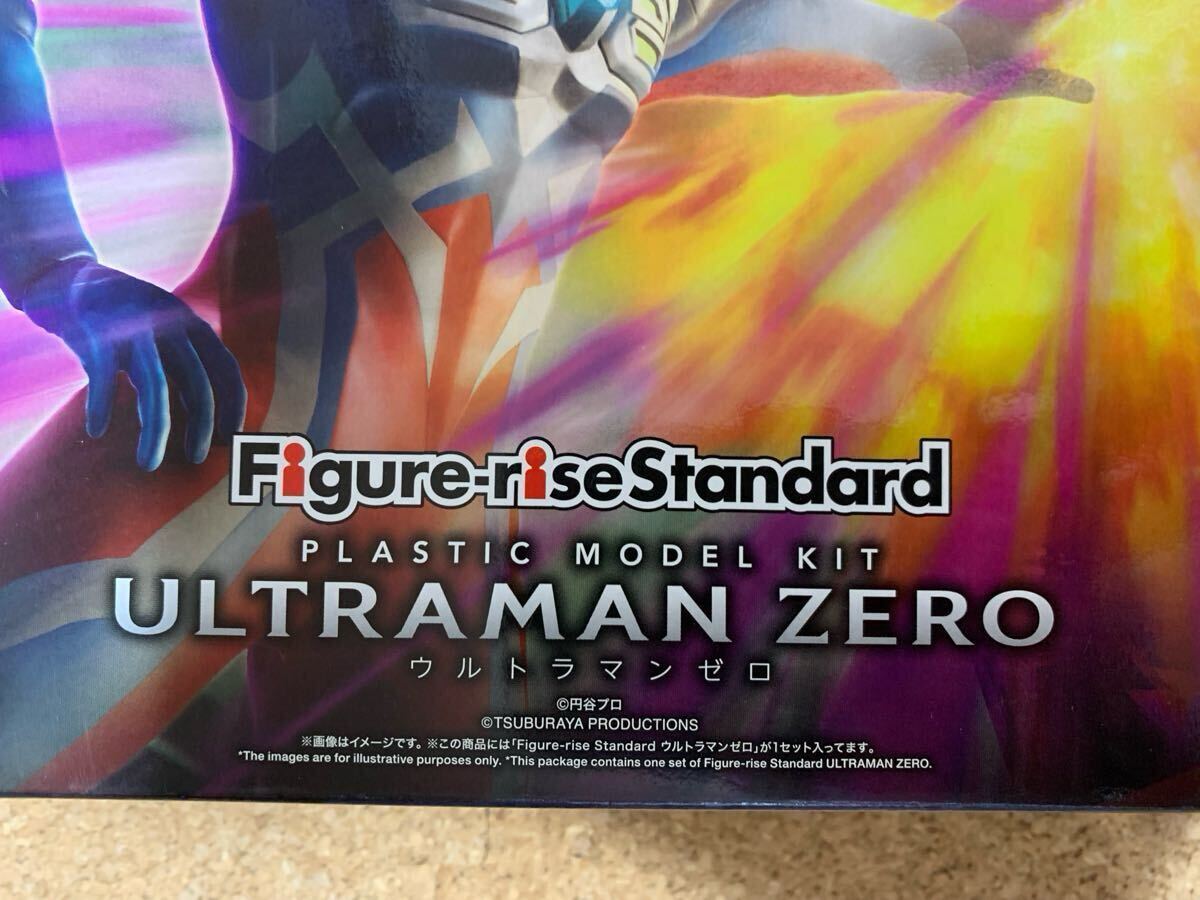 Figure-riseStandard
PLASTIC MODEL KIT
ULTRAMAN ZERO
ウルトラマンゼロ
©円谷プロ
©TSUBURAYA PRODUCTIONS
※画像はイメージです。※この商品には「Figure-rise Standard ウルトラマンゼロ」が1セット入ってます。
*The images are for illustrative purposes only. *This package contains one set of Figure-rise Standard ULTRAMAN ZERO.